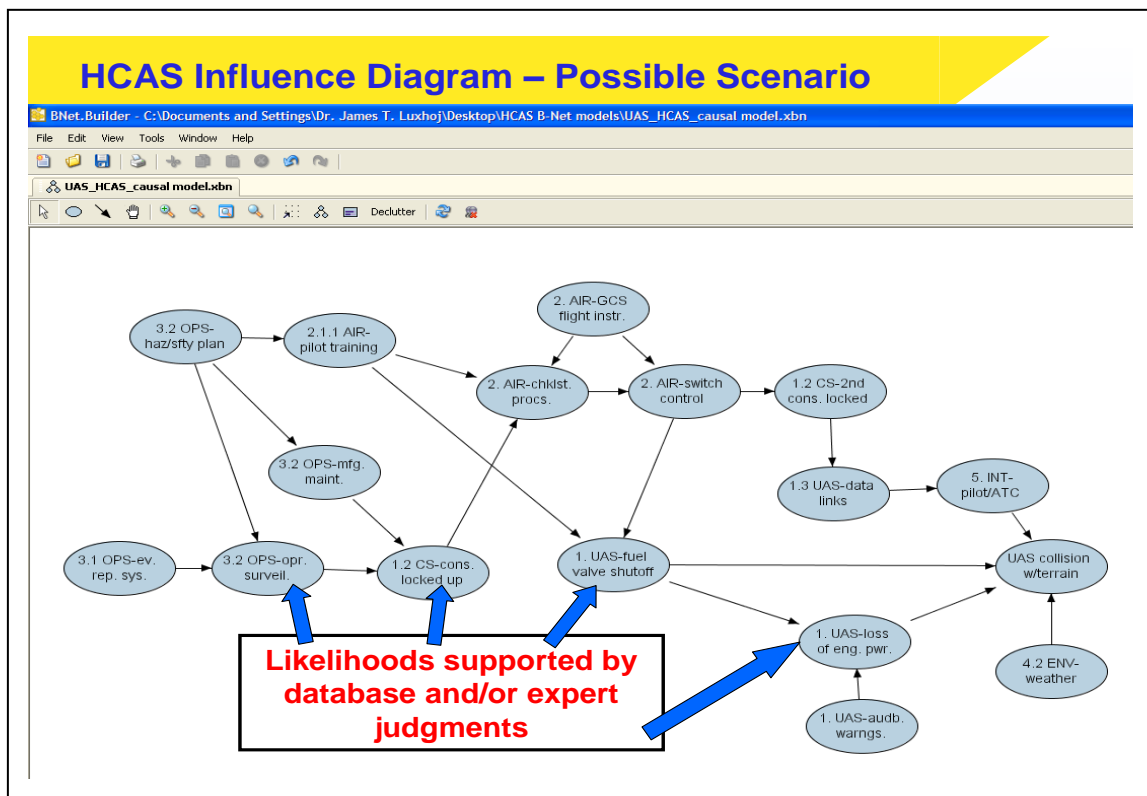 HCAS Influence Diagram – Possible Scenario
BNet.Builder - C:\Documents and Settings\Dr. James T. Luxhoj\Desktop\HCAS B-Net models\UAS_HCAS_causal model.xbn
File Edit View Tools Window Help
UAS_HCAS_causal model.xbn
Declutter
2. AIR-GCS
flight instr.
3.2 OPS-
haz/sfty plan
2.1.1 AIR-
pilot training
2. AIR-chklst.
procs.
2. AIR-switch
control
1.2 CS-2nd
cons. locked
3.2 OPS-mfg.
maint.
1.3 UAS-data
links
5. INT-
pilot/ATC
3.1 OPS-ev.
rep. sys.
3.2 OPS-opr.
surveil.
1.2 CS-cons.
locked up
1. UAS-fuel
valve shutoff
UAS collision
w/terrain
1. UAS-loss
of eng. pwr.
4.2 ENV-
weather
1. UAS-audb.
warngs.
Likelihoods supported by
database and/or expert
judgments